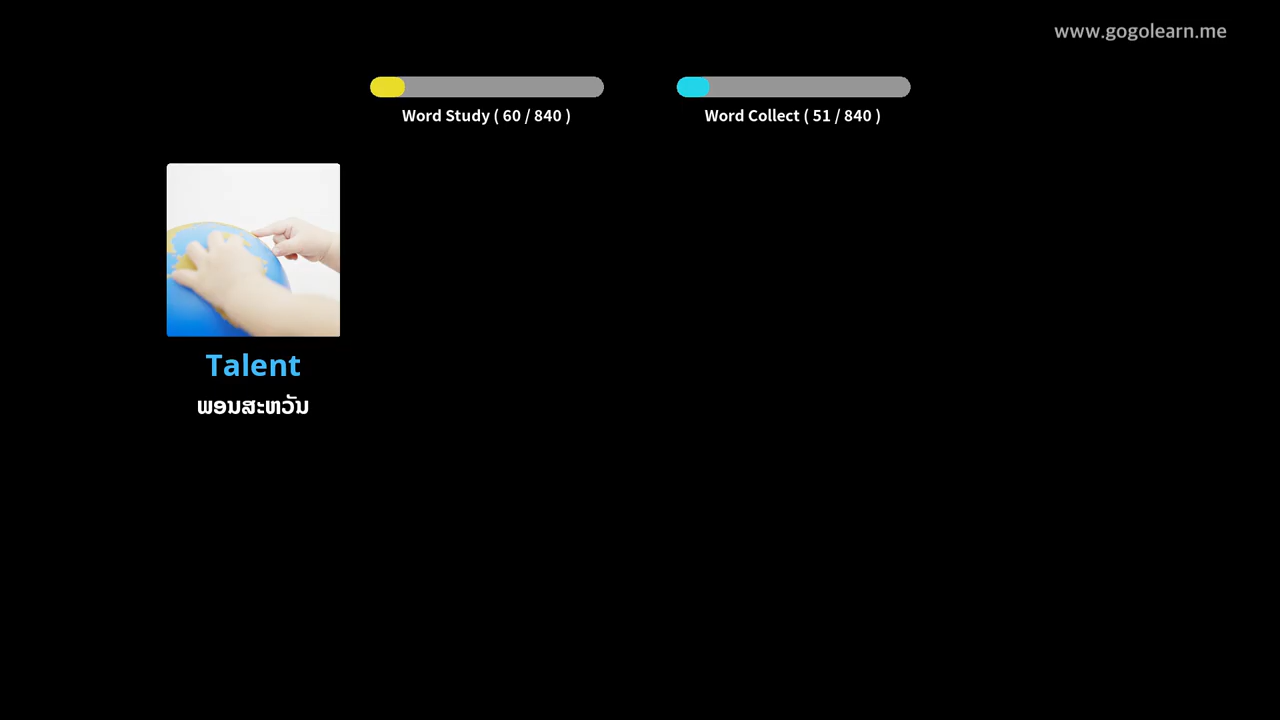 www.gogolearn.me
Word Study ( 60 / 840 )
Word Collect ( 51 / 840 )
Talent
ພອນສະຫວັນ